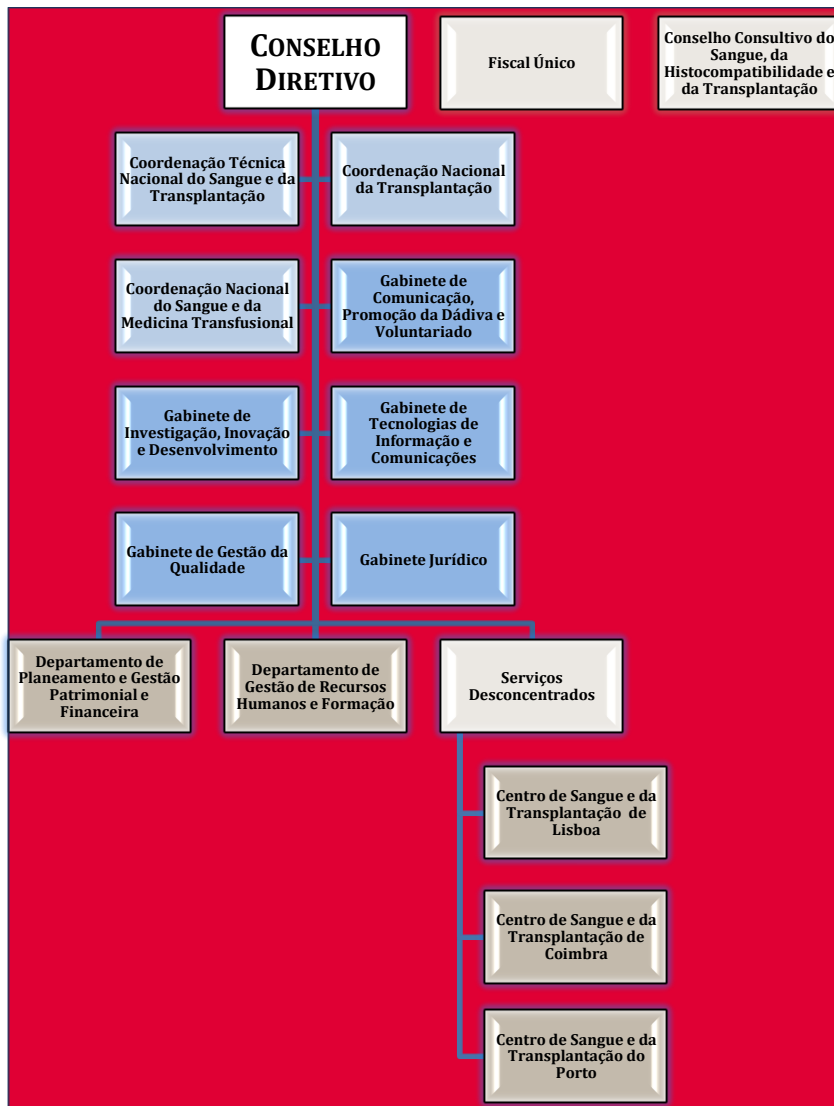 CONSELHO
DIRETIVO
Fiscal Único
Conselho Consultivo do
Sangue, da
Histocompatibilidade e
da Transplantação
Coordenação Técnica
Nacional do Sangue e da
Transplantação
Coordenação Nacional
da Transplantação
Coordenação Nacional
do Sangue e da
Medicina Transfusional
Gabinete de
Comunicação,
Promoção da Dádiva e
Voluntariado
Gabinete de
Investigação, Inovação
e Desenvolvimento
Gabinete de
Tecnologias de
Informação e
Comunicações
Gabinete de Gestão da
Qualidade
Gabinete Jurídico
Departamento de
Planeamento e Gestão
Patrimonial e
Financeira
Departamento de
Gestão de Recursos
Humanos e Formação
Serviços
Desconcentrados
Centro de Sangue e da
Transplantação de
Lisboa
Centro de Sangue e da
Transplantação de
Coimbra
Centro de Sangue e da
Transplantação do
Porto